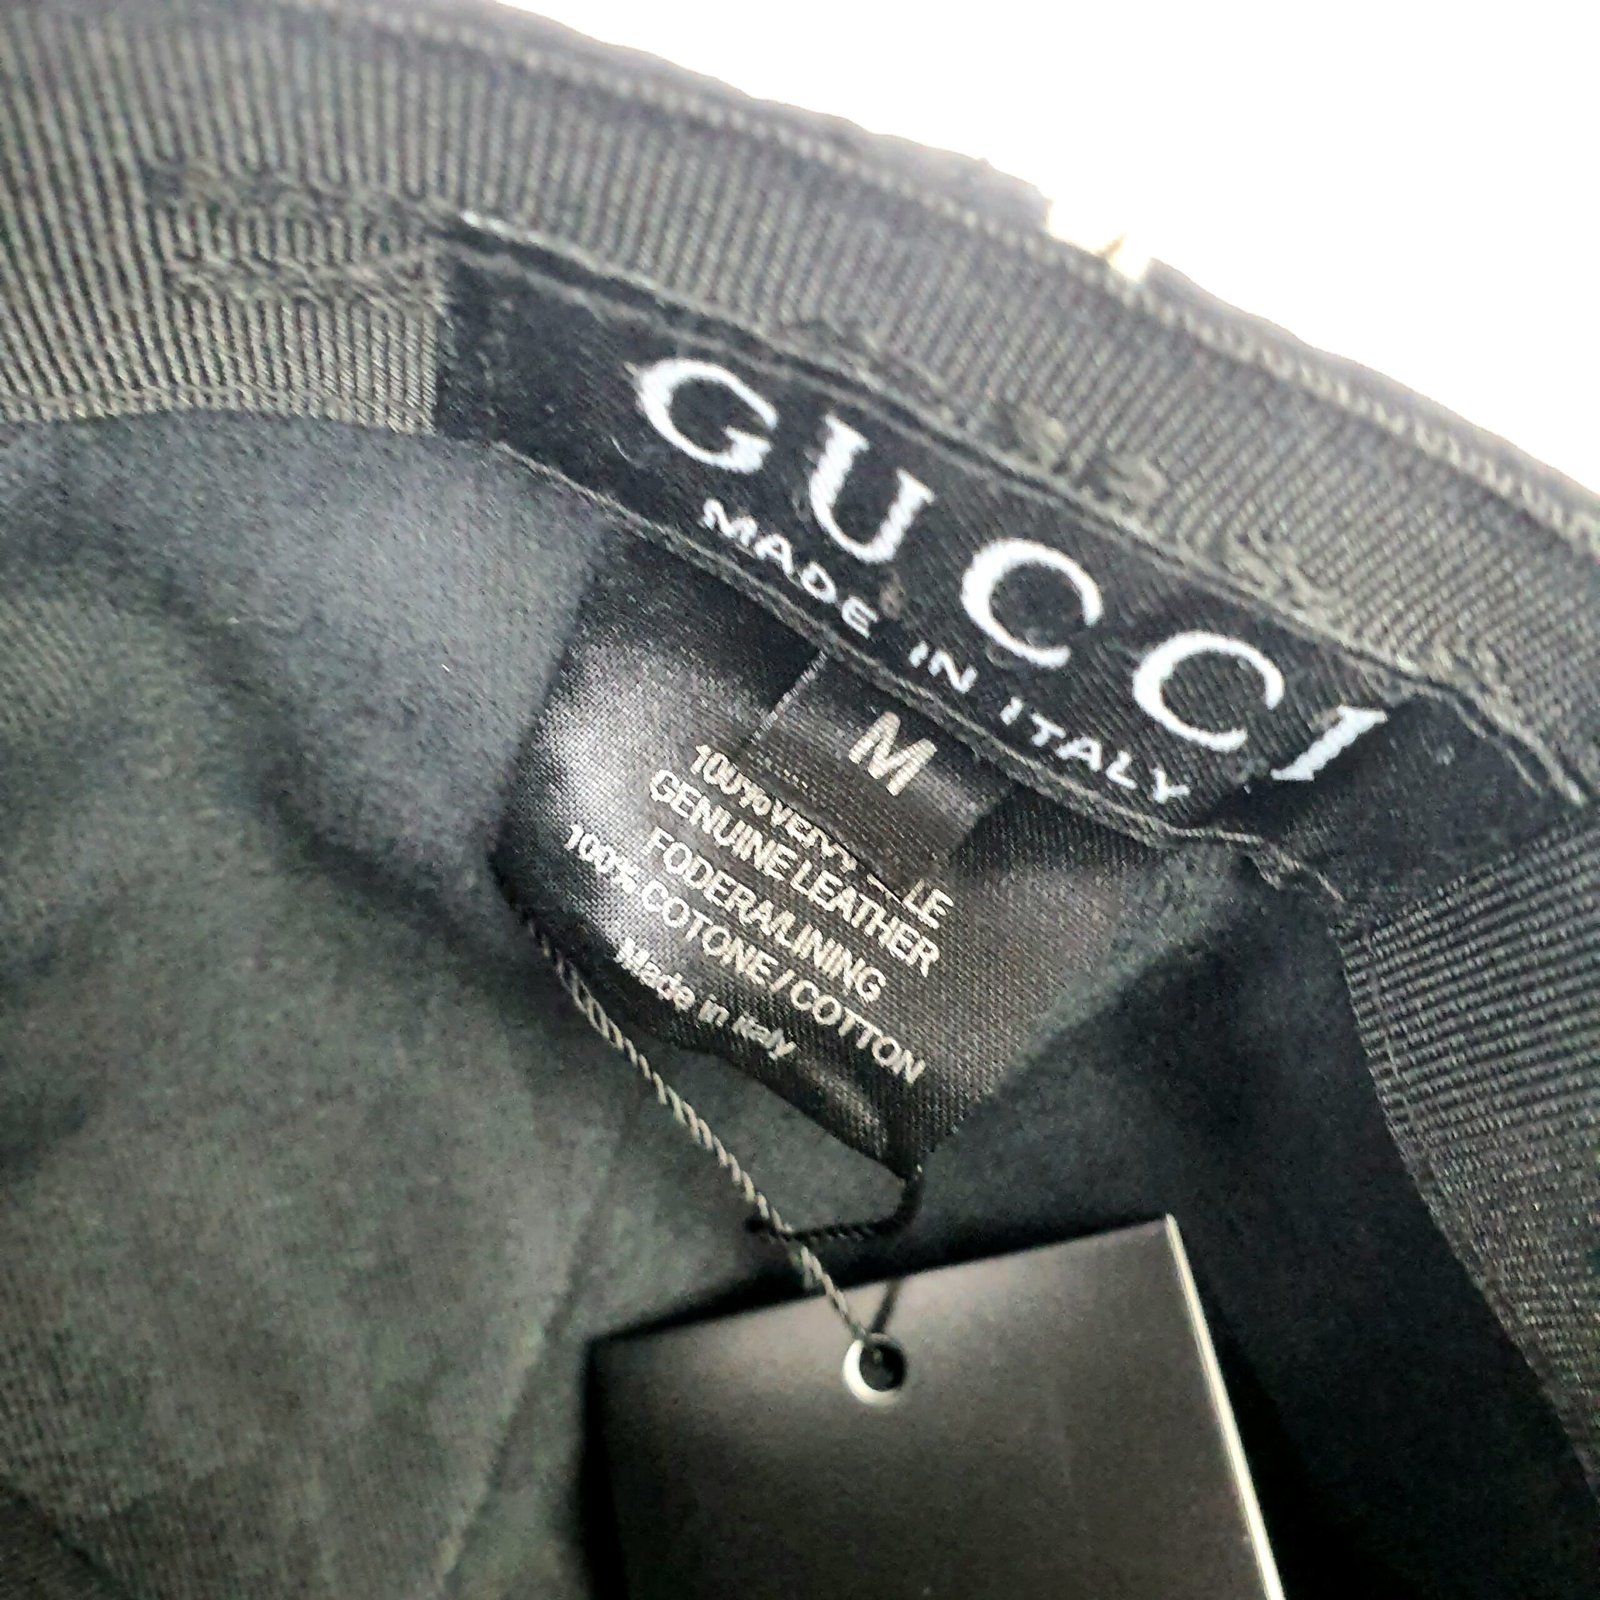 GUCCI
MADE IN ITALY
M
GENUINE LEATHER
FODERA/LINING
100% COTONE / COTTON
Made in Italy